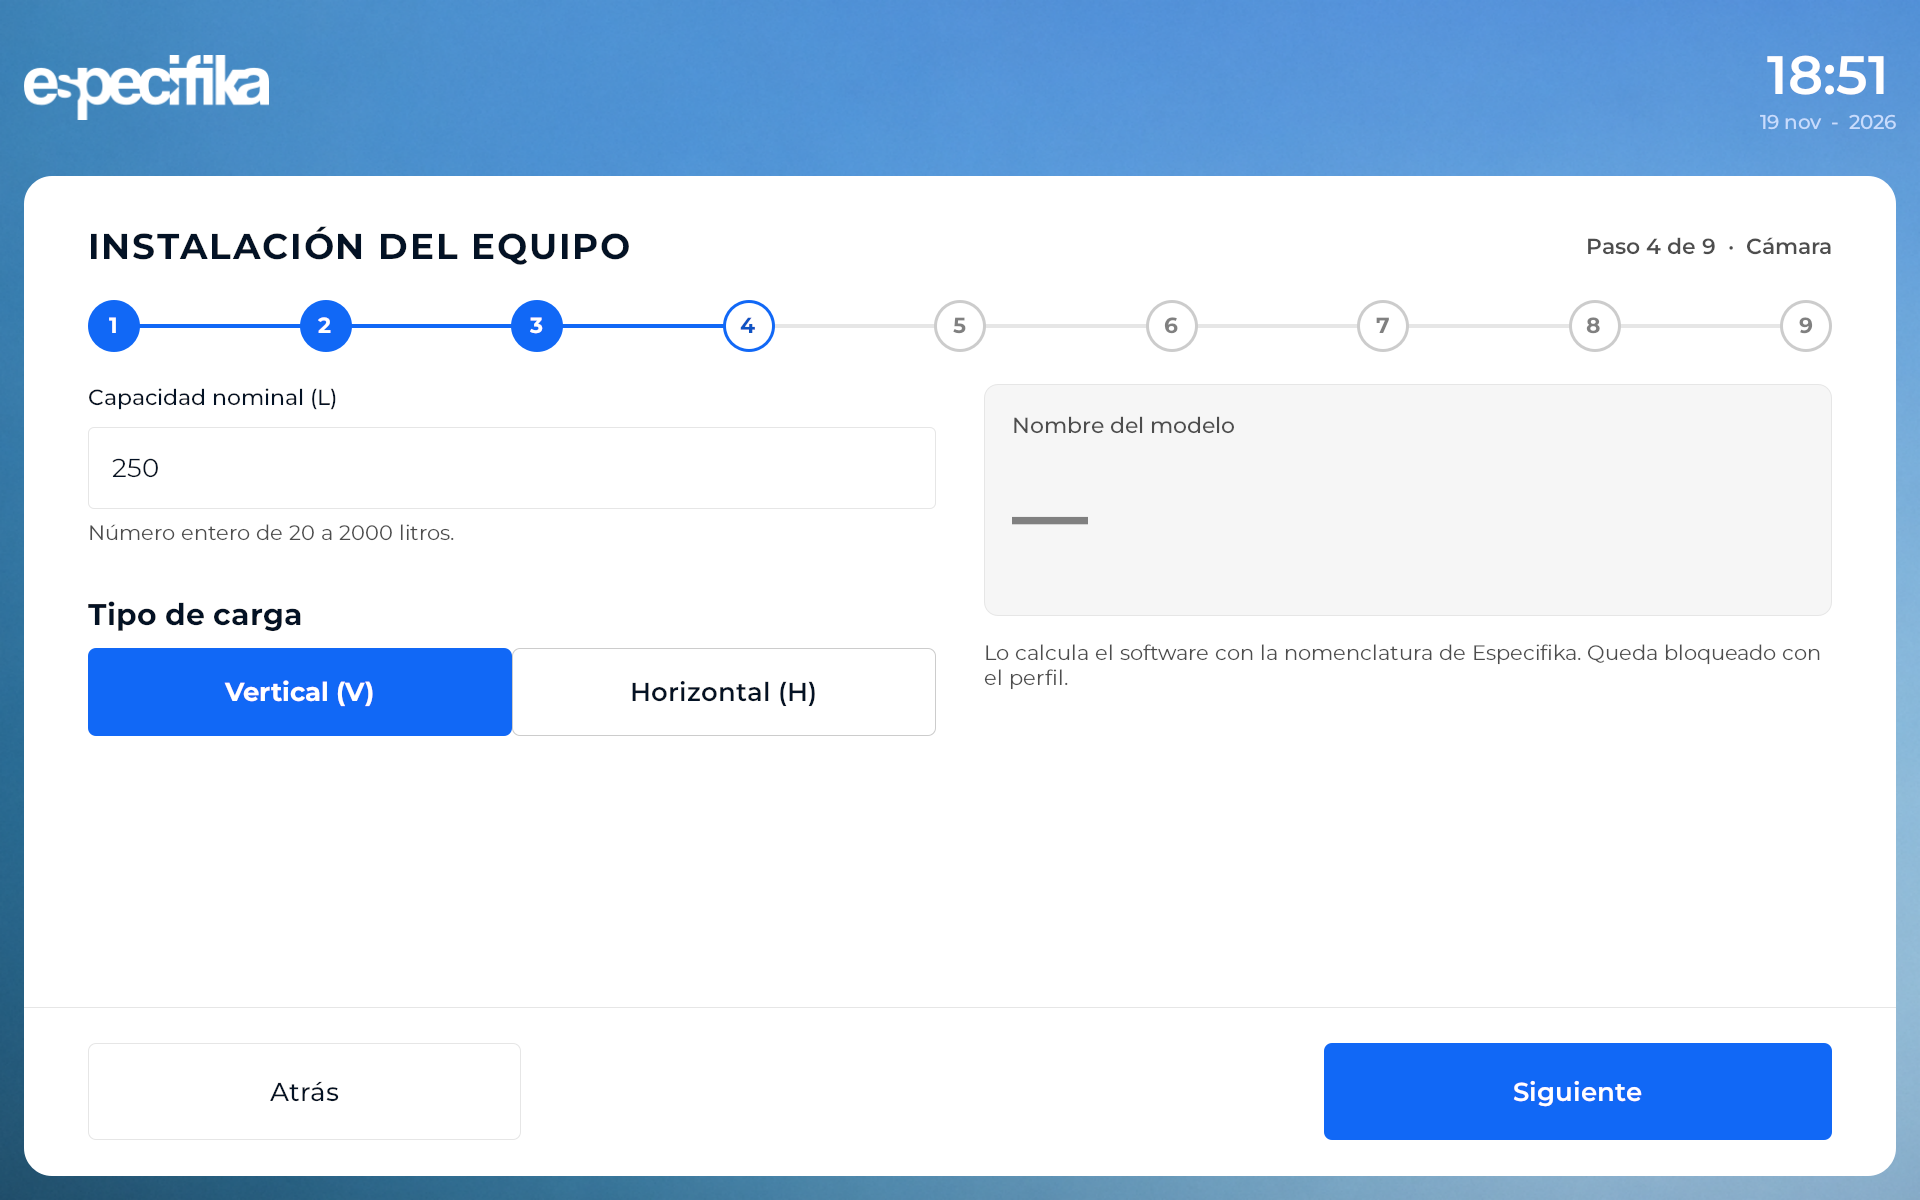 especifika
18:51
19 nov - 2026
INSTALACIÓN DEL EQUIPO
Paso 4 de 9 · Cámara
1 2 3 4 5 6 7 8 9
Capacidad nominal (L)
250
Número entero de 20 a 2000 litros.
Tipo de carga
Vertical (V)
Horizontal (H)
Nombre del modelo
—
Lo calcula el software con la nomenclatura de Especifika. Queda bloqueado con
el perfil.
Atrás
Siguiente